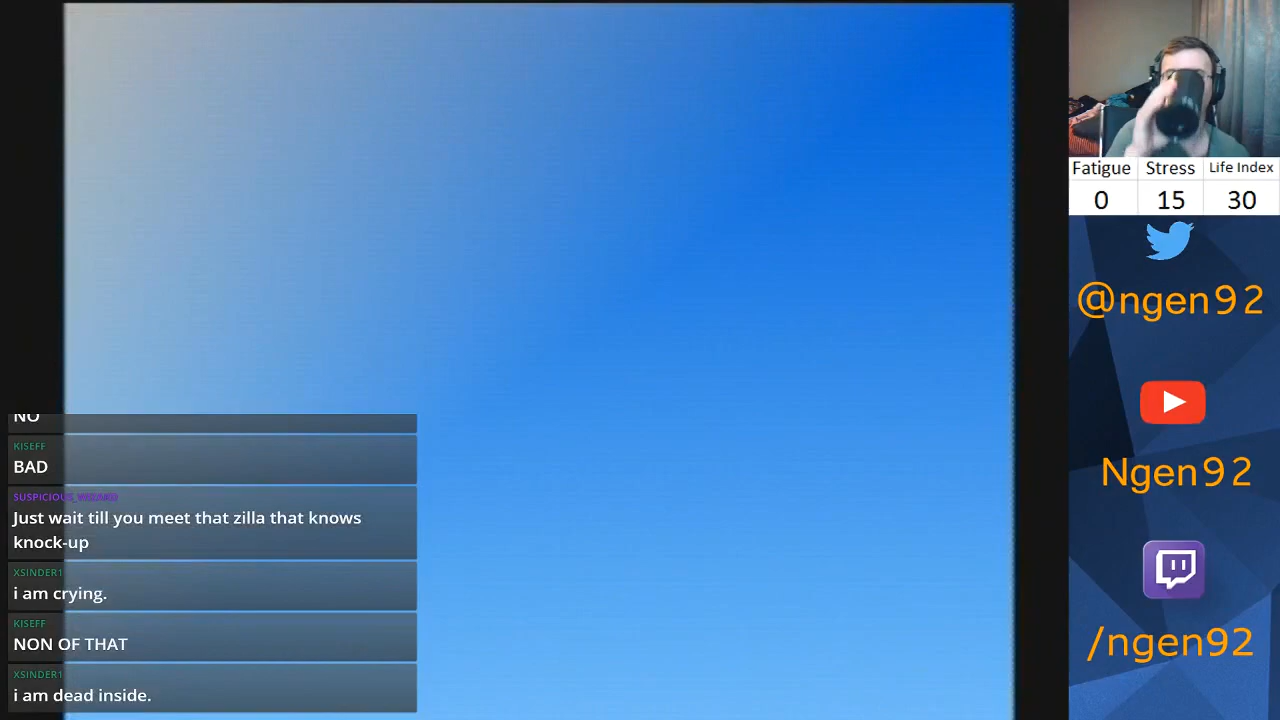 Fatigue Stress Life Index
0 15 30
@ngen92
Ngen92
/ngen92
NO
KISEFF
BAD
SUSPICIOUS_WIZARD
Just wait till you meet that zilla that knows
knock-up
XSINDER1
i am crying.
KISEFF
NON OF THAT
XSINDER1
i am dead inside.